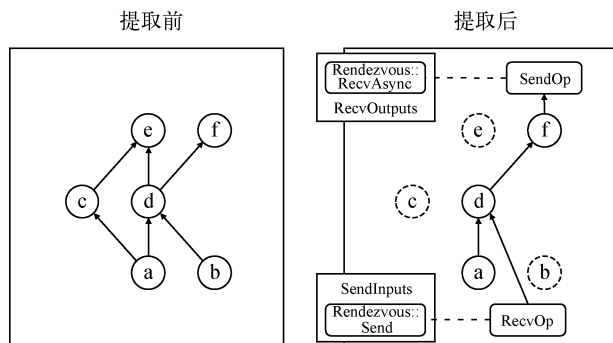 提取前
e
f
c
d
a
b
提取后
Rendezvous::
RecvAsync
RecvOutputs
SendOp
e
f
c
d
a
b
SendInputs
Rendezvous::
Send
RecvOp